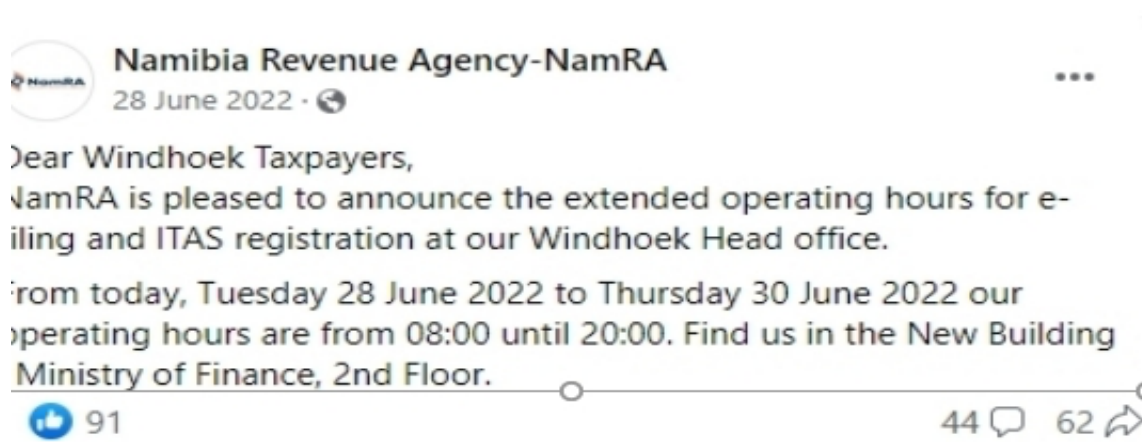 NamRA
Namibia Revenue Agency-NamRA
28 June 2022 ·
Dear Windhoek Taxpayers,
NamRA is pleased to announce the extended operating hours for e-
iling and ITAS registration at our Windhoek Head office.
From today, Tuesday 28 June 2022 to Thursday 30 June 2022 our
operating hours are from 08:00 until 20:00. Find us in the New Building
Ministry of Finance, 2nd Floor.
91
44 62